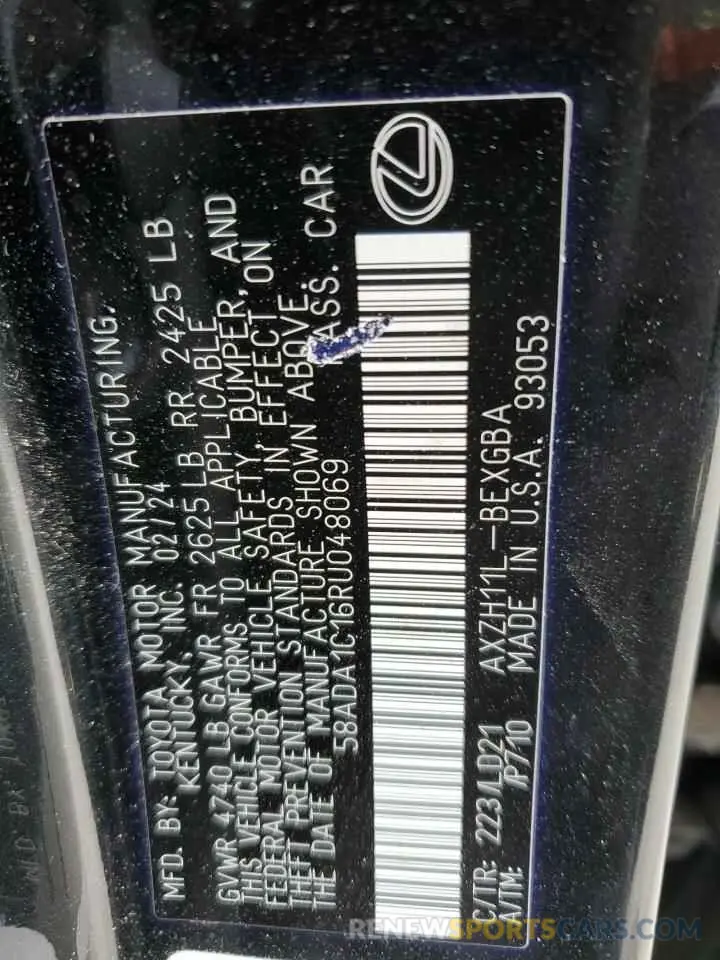 MFD. BY: TOYOTA MOTOR MANUFACTURING.
KENTUCKY, INC. 02/24
GVWR 4740 LB GAWR FR 2625 LB RR 2425 LB
THIS VEHICLE CONFORMS TO ALL APPLICABLE
FEDERAL MOTOR VEHICLE SAFETY, BUMPER, AND
THEFT PREVENTION STANDARDS IN EFFECT ON
THE DATE OF MANUFACTURE SHOWN ABOVE.
58ADA1C16RU048069 PASS. CAR
C/TR: 223/LD21 AXZH11L-BEXGBA
A/TM: /P710 MADE IN U.S.A. 93053
RENEWSPORTSCARS.COM